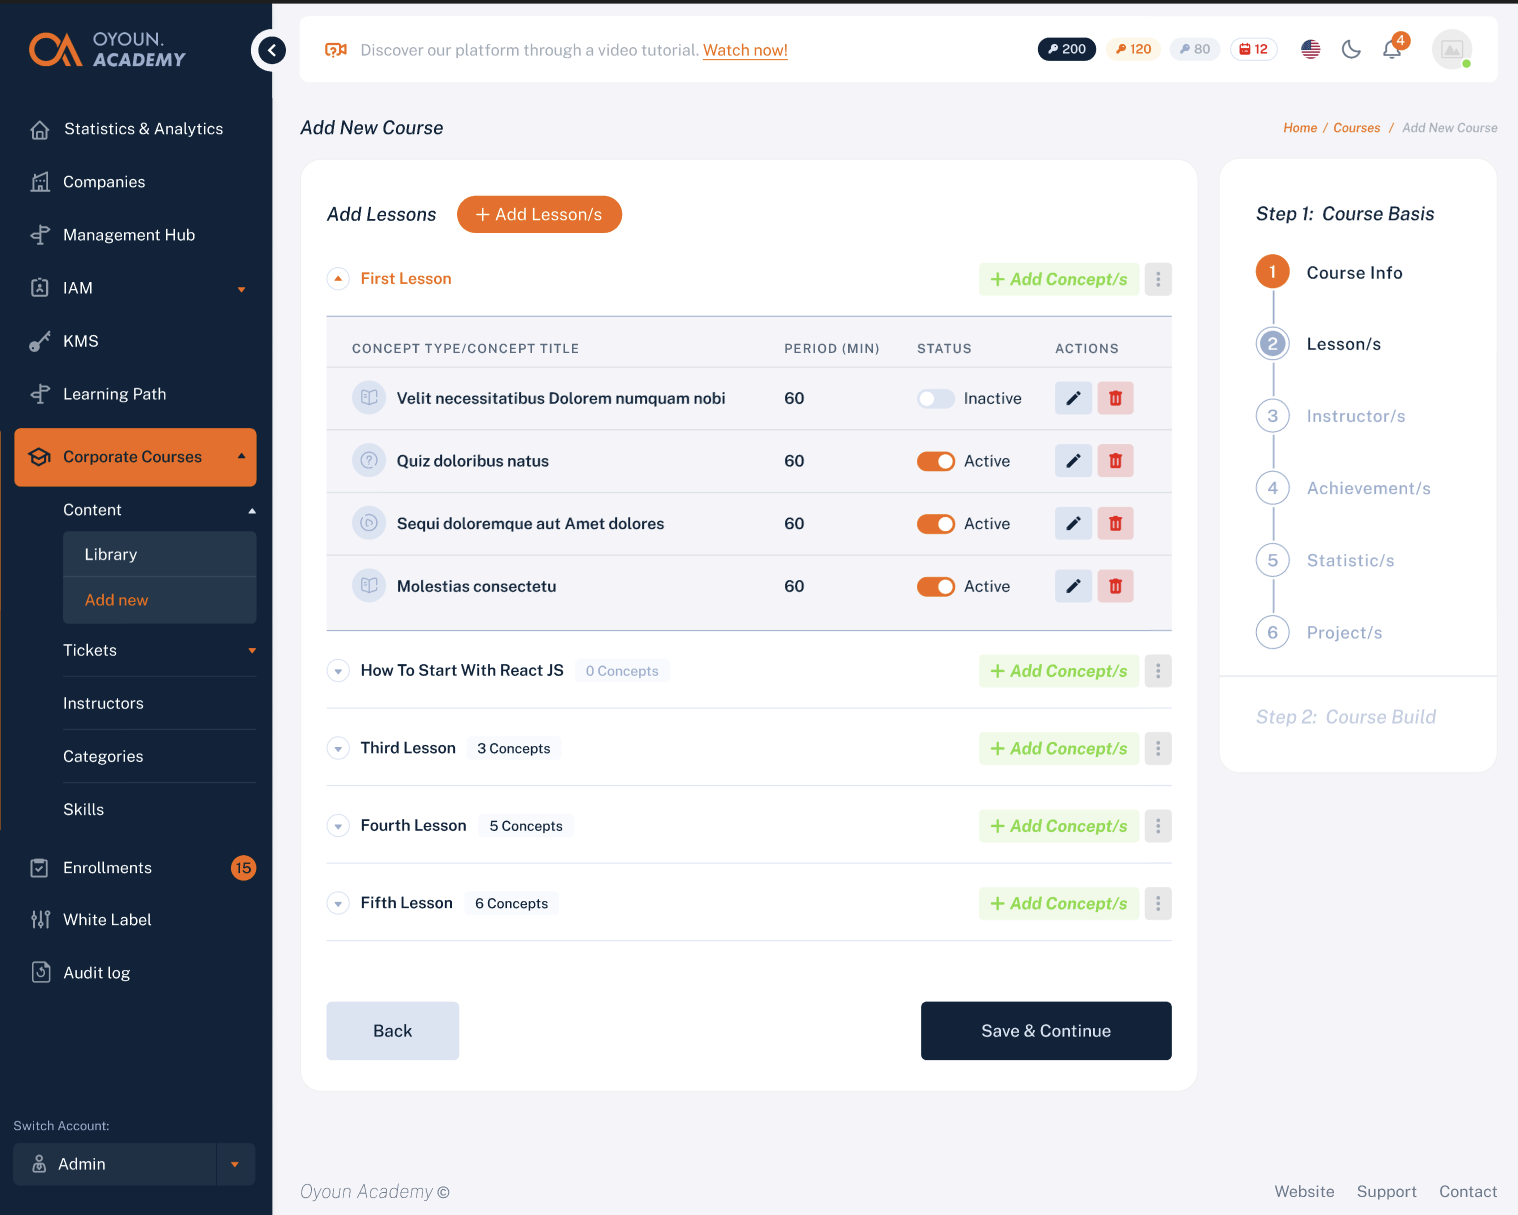 OYOUN.
ACADEMY
Discover our platform through a video tutorial. Watch now!
200
120
80
12
4
Statistics & Analytics
Companies
Management Hub
IAM
KMS
Learning Path
Corporate Courses
Content
Library
Add new
Tickets
Instructors
Categories
Skills
Enrollments
15
White Label
Audit log
Switch Account:
Admin
Add New Course
Home / Courses / Add New Course
Add Lessons
+ Add Lesson/s
First Lesson
+ Add Concept/s
CONCEPT TYPE/CONCEPT TITLE PERIOD (MIN) STATUS ACTIONS
Velit necessitatibus Dolorem numquam nobi 60 Inactive
Quiz doloribus natus 60 Active
Sequi doloremque aut Amet dolores 60 Active
Molestias consectetu 60 Active
How To Start With React JS 0 Concepts + Add Concept/s
Third Lesson 3 Concepts + Add Concept/s
Fourth Lesson 5 Concepts + Add Concept/s
Fifth Lesson 6 Concepts + Add Concept/s
Back
Save & Continue
Step 1: Course Basis
1 Course Info
2 Lesson/s
3 Instructor/s
4 Achievement/s
5 Statistic/s
6 Project/s
Step 2: Course Build
Oyoun Academy ©
Website Support Contact